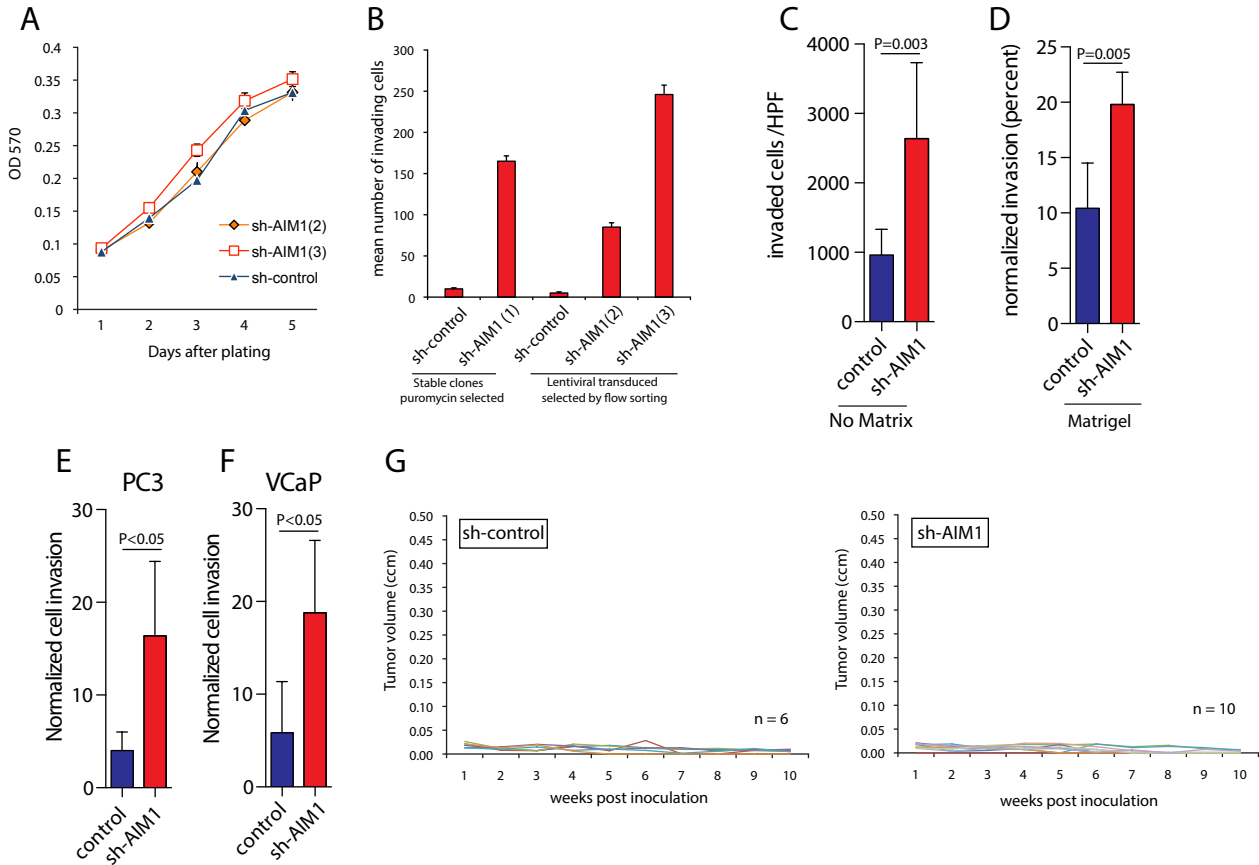 A
OD 570
0.4
0.35
0.3
0.25
0.2
0.15
0.1
0.05
0
1 2 3 4 5
Days after plating
sh-AIM1(2)
sh-AIM1(3)
sh-control
B
mean number of invading cells
300
250
200
150
100
50
0
sh-control
sh-AIM1 (1)
sh-control
sh-AIM1(2)
sh-AIM1(3)
Stable clones
puromycin selected
Lentiviral transduced
selected by flow sorting
C
invaded cells /HPF
4000
3000
2000
1000
0
P=0.003
control
sh-AIM1
No Matrix
D
normalized invasion (percent)
25
20
15
10
5
0
P=0.005
control
sh-AIM1
Matrigel
E
PC3
Normalized cell invasion
30
20
10
0
P<0.05
control
sh-AIM1
F
VCaP
Normalized cell invasion
30
20
10
0
P<0.05
control
sh-AIM1
G
Tumor volume (ccm)
0.50
0.45
0.40
0.35
0.30
0.25
0.20
0.15
0.10
0.05
0.00
sh-control
n = 6
1 2 3 4 5 6 7 8 9 10
weeks post inoculation
Tumor volume (ccm)
0.50
0.45
0.40
0.35
0.30
0.25
0.20
0.15
0.10
0.05
0.00
sh-AIM1
n = 10
1 2 3 4 5 6 7 8 9 10
weeks post inoculation